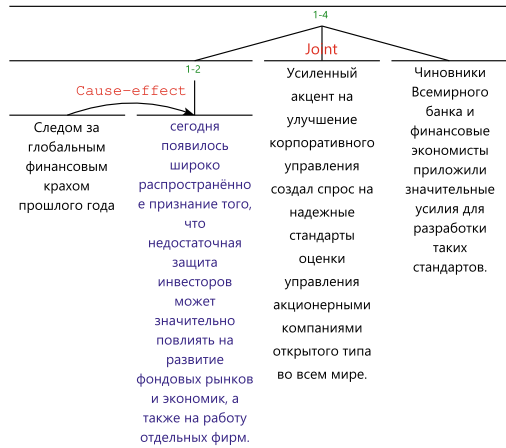 1-4
Joint
1-2
Cause-effect
Следом за
глобальным
финансовым
крахом
прошлого года
сегодня
появилось
широко
распространённо
е признание того,
что
недостаточная
защита
инвесторов
может
значительно
повлиять на
развитие
фондовых рынков
и экономик, а
также на работу
отдельных фирм.
Усиленный
акцент на
улучшение
корпоративного
управления
создал спрос на
надежные
стандарты
оценки
управления
акционерными
компаниями
открытого типа
во всем мире.
Чиновники
Всемирного
банка и
финансовые
экономисты
приложили
значительные
усилия для
разработки
таких
стандартов.